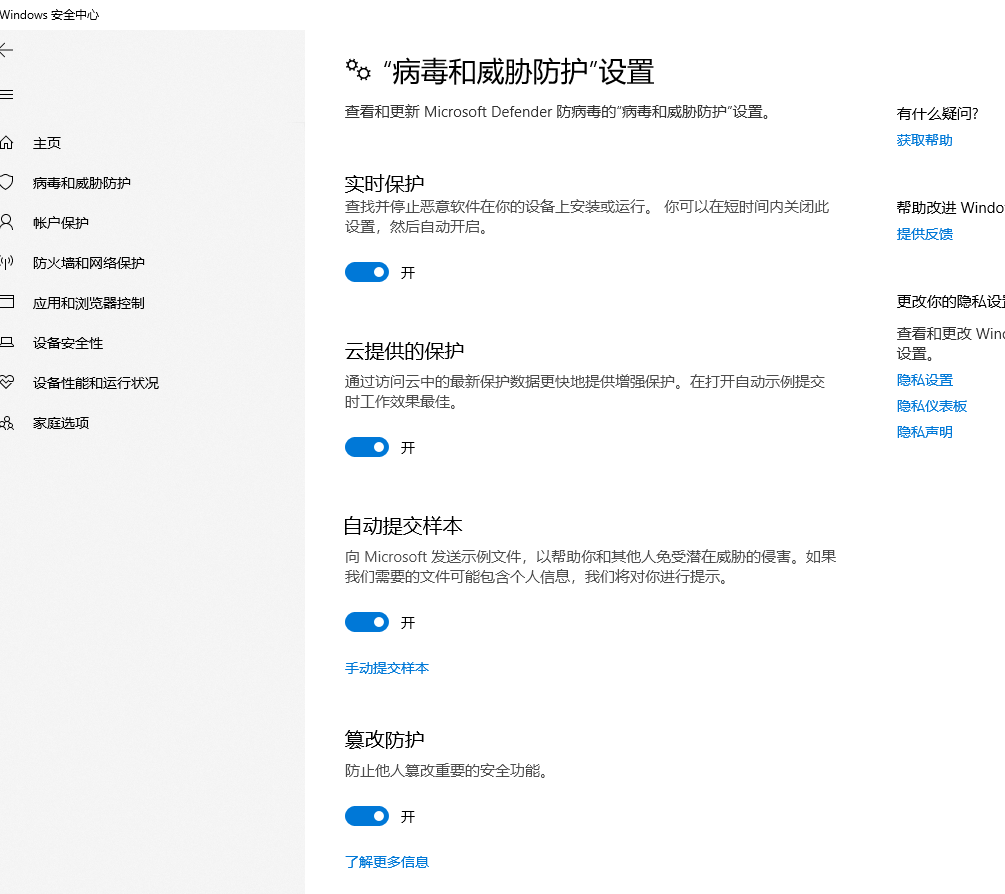 Windows 安全中心
主页
病毒和威胁防护
帐户保护
防火墙和网络保护
应用和浏览器控制
设备安全性
设备性能和运行状况
家庭选项
“病毒和威胁防护”设置
查看和更新 Microsoft Defender 防病毒的“病毒和威胁防护”设置。
实时保护
查找并停止恶意软件在你的设备上安装或运行。 你可以在短时间内关闭此
设置，然后自动开启。
开
云提供的保护
通过访问云中的最新保护数据更快地提供增强保护。在打开自动示例提交
时工作效果最佳。
开
自动提交样本
向 Microsoft 发送示例文件，以帮助你和其他人免受潜在威胁的侵害。如果
我们需要的文件可能包含个人信息，我们将对你进行提示。
开
手动提交样本
篡改防护
防止他人篡改重要的安全功能。
开
了解更多信息
有什么疑问?
获取帮助
帮助改进 Windo
提供反馈
更改你的隐私设
查看和更改 Wind
设置。
隐私设置
隐私仪表板
隐私声明